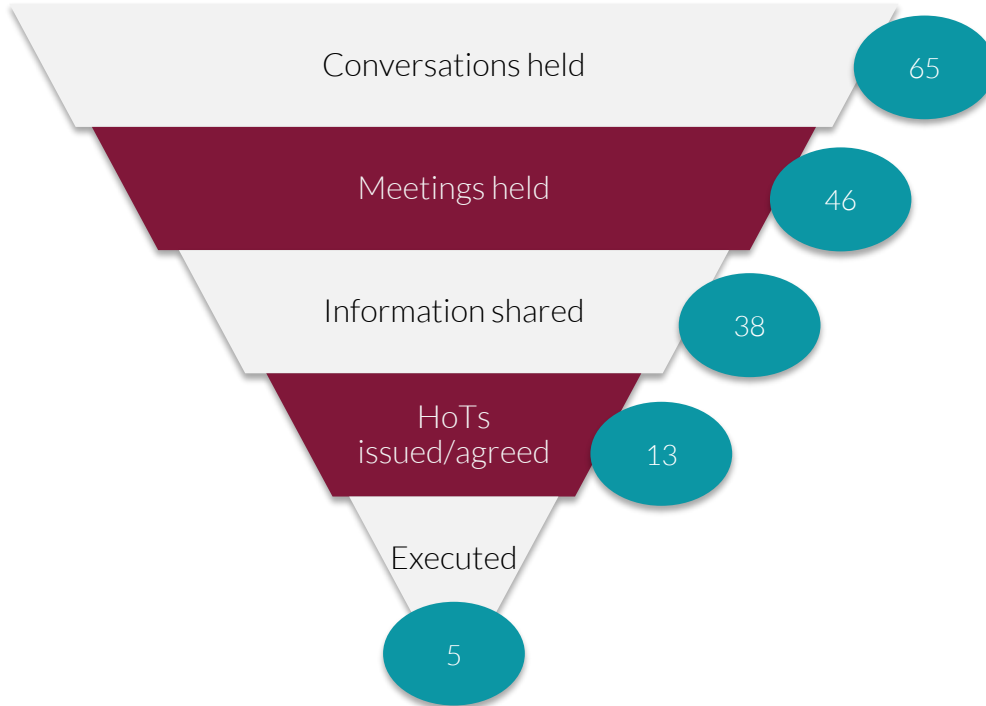 Conversations held
65
Meetings held
46
Information shared
38
HoTs
issued/agreed
13
Executed
5